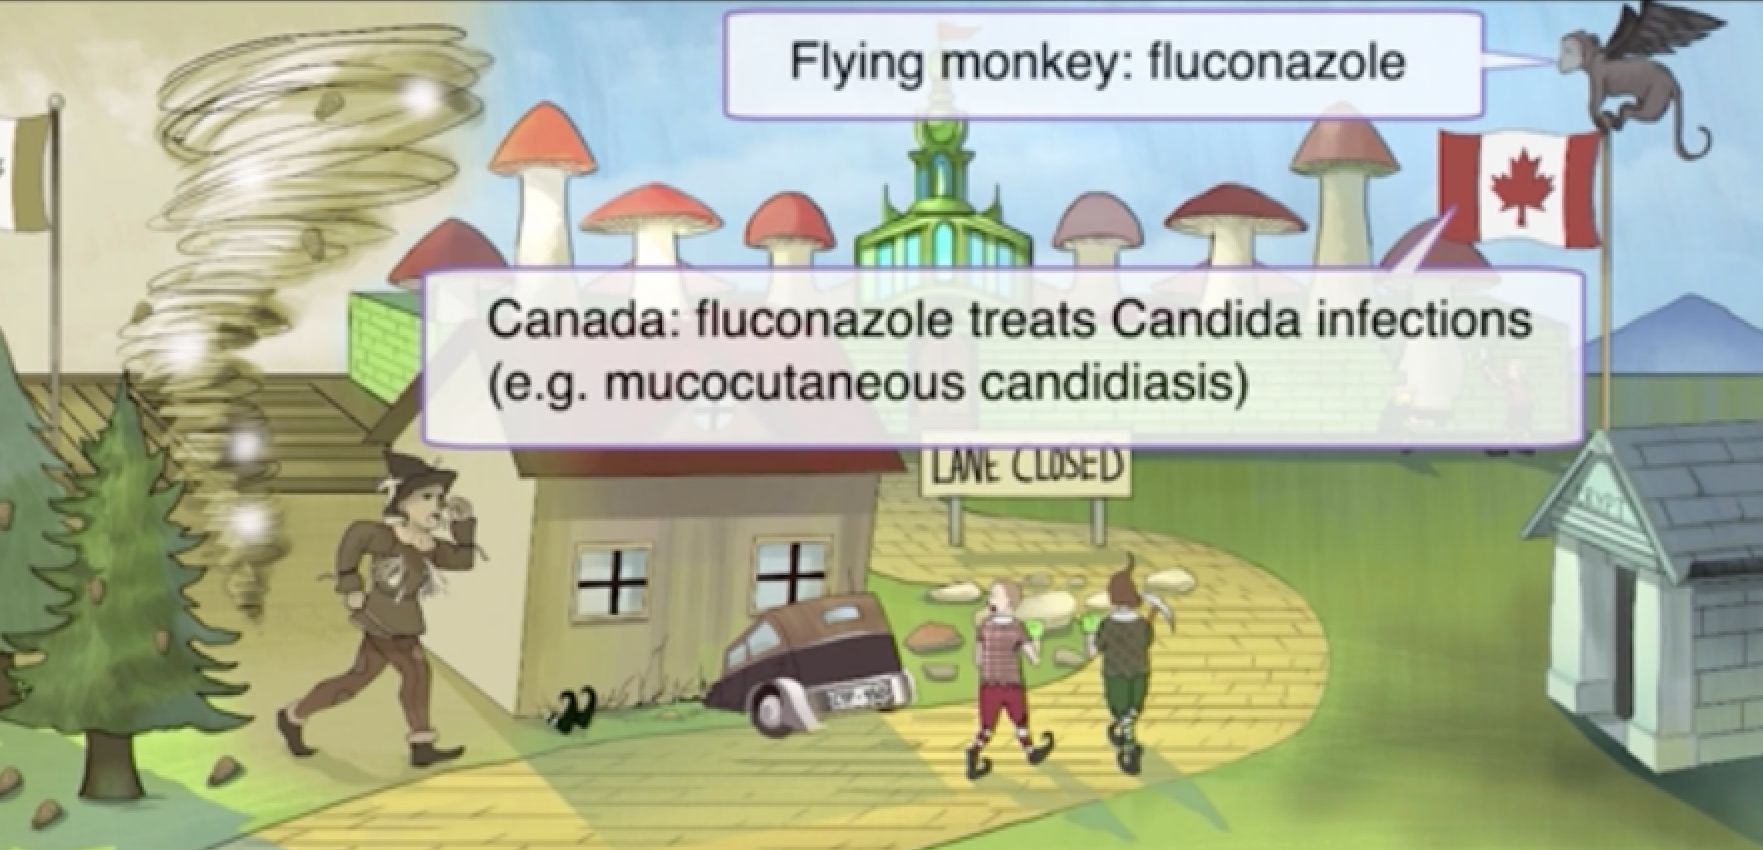 Flying monkey: fluconazole
Canada: fluconazole treats Candida infections
(e.g. mucocutaneous candidiasis)
LANE CLOSED